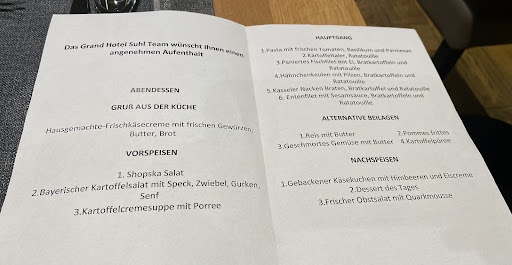 Das Grand Hotel Suhl Team wünscht Ihnen einen
angenehmen Aufenthalt
ABENDESSEN
GRUß AUS DER KÜCHE
Hausgemachte-Frischkäsecreme mit frischen Gewürzen,
Butter, Brot
VORSPEISEN
1. Shopska Salat
2.Bayerischer Kartoffelsalat mit Speck, Zwiebel, Gurken,
Senf
3.Kartoffelcremesuppe mit Porree
HAUPTGANG
1.Pasta mit frischen Tomaten, Basilikum und Parmesan
2.Kartoffeltaler, Ratatouille
3.Paniertes Fischfilet mit Ei, Bratkartoffeln und
Ratatouille
4.Hähnchenkeulen mit Pilzen, Bratkartoffeln und
Ratatouille
5.Kasseler Nacken Braten, Bratkartoffeln und Ratatouille
6. Entenfilet mit Sesamsauce, Bratkartoffeln und
Ratatouille.
ALTERNATIVE BEILAGEN
1.Reis mit Butter 2.Pommes frittes
3.Geschmortes Gemüse mit Butter 4.Kartoffelpüree
NACHSPEISEN
1.Gebackener Käsekuchen mit Himbeeren und Eiscreme
2.Dessert des Tages
3.Frischer Obstsalat mit Quarkmousse